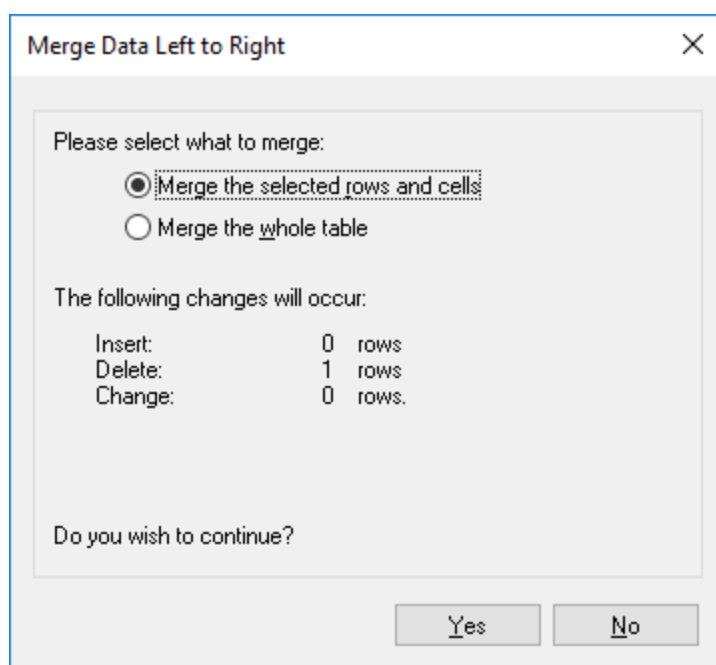 Merge Data Left to Right
Please select what to merge:
Merge the selected rows and cells
Merge the whole table
The following changes will occur:
Insert: 0 rows
Delete: 1 rows
Change: 0 rows.
Do you wish to continue?
Yes No